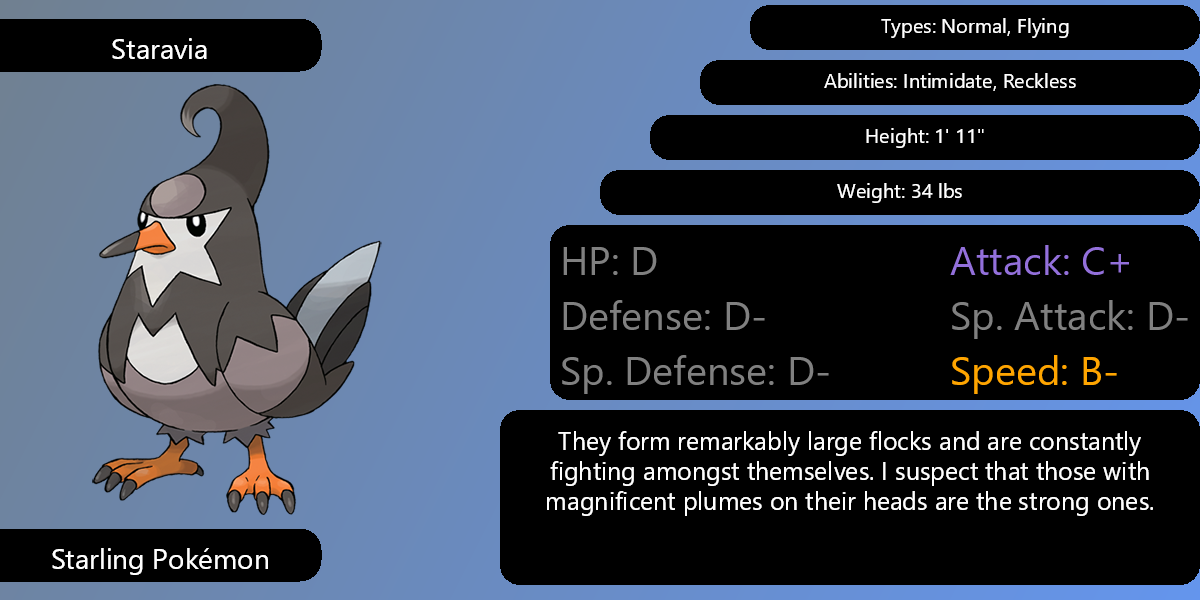 Staravia
Types: Normal, Flying
Abilities: Intimidate, Reckless
Height: 1' 11"
Weight: 34 lbs
HP: D
Attack: C+
Defense: D-
Sp. Attack: D-
Sp. Defense: D-
Speed: B-
They form remarkably large flocks and are constantly
fighting amongst themselves. I suspect that those with
magnificent plumes on their heads are the strong ones.
Starling Pokémon